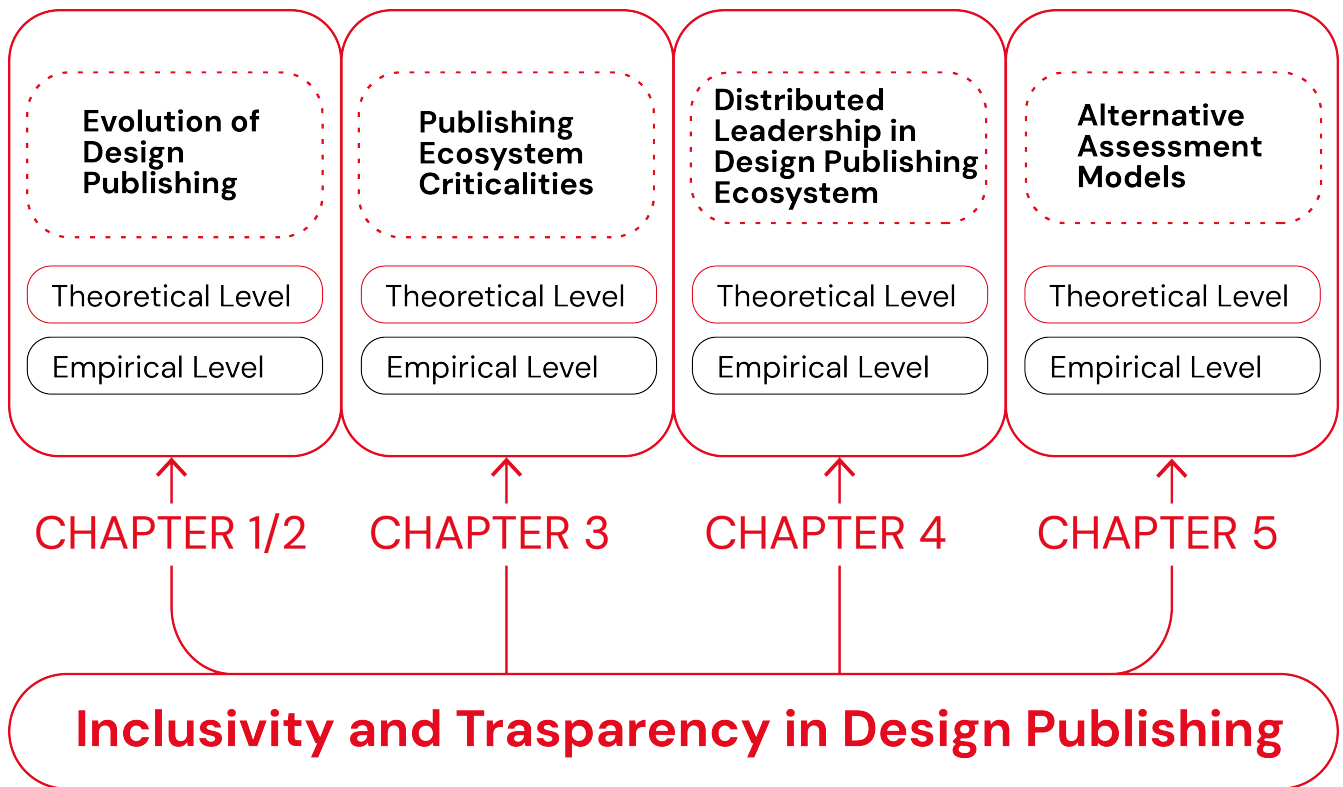 Evolution of
Design
Publishing
Theoretical Level
Empirical Level
CHAPTER 1/2
Publishing
Ecosystem
Criticalities
Theoretical Level
Empirical Level
CHAPTER 3
Distributed
Leadership in
Design Publishing
Ecosystem
Theoretical Level
Empirical Level
CHAPTER 4
Alternative
Assessment
Models
Theoretical Level
Empirical Level
CHAPTER 5
Inclusivity and Trasparency in Design Publishing